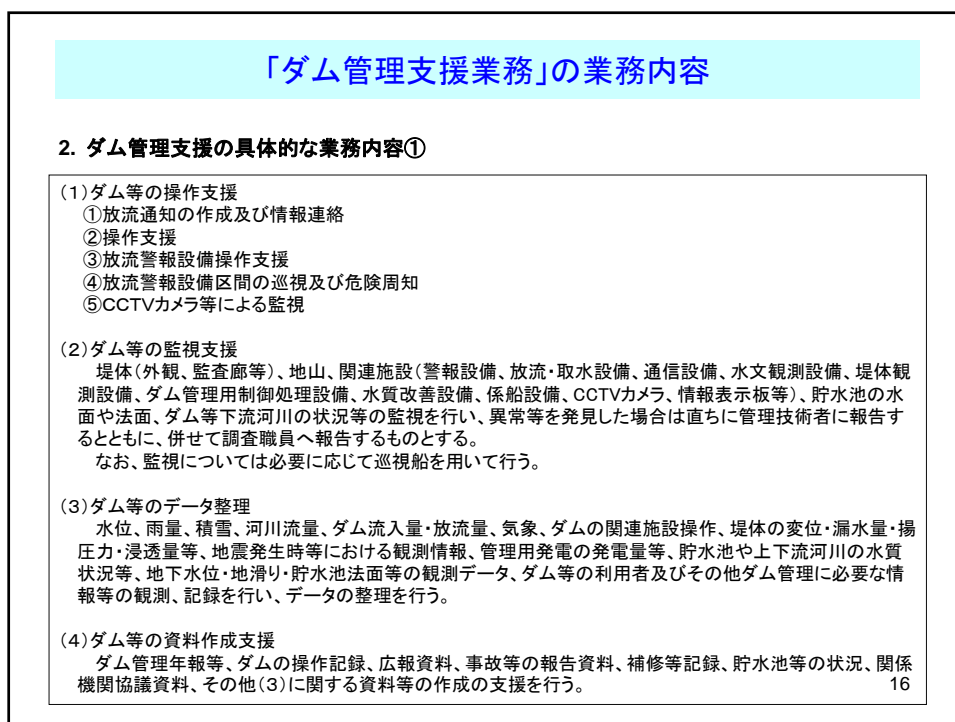 「ダム管理支援業務」の業務内容
2. ダム管理支援の具体的な業務内容①
(1)ダム等の操作支援
①放流通知の作成及び情報連絡
②操作支援
③放流警報設備操作支援
④放流警報設備区間の巡視及び危険周知
⑤CCTVカメラ等による監視
(2)ダム等の監視支援
堤体(外観、監査廊等)、地山、関連施設(警報設備、放流・取水設備、通信設備、水文観測設備、堤体観
測設備、ダム管理用制御処理設備、水質改善設備、係船設備、CCTVカメラ、情報表示板等)、貯水池の水
面や法面、ダム等下流河川の状況等の監視を行い、異常等を発見した場合は直ちに管理技術者に報告す
るとともに、併せて調査職員へ報告するものとする。
なお、監視については必要に応じて巡視船を用いて行う。
(3)ダム等のデータ整理
水位、雨量、積雪、河川流量、ダム流入量・放流量、気象、ダムの関連施設操作、堤体の変位・漏水量・揚
圧力・浸透量等、地震発生時等における観測情報、管理用発電の発電量等、貯水池や上下流河川の水質
状況等、地下水位・地滑り・貯水池法面等の観測データ、ダム等の利用者及びその他ダム管理に必要な情
報等の観測、記録を行い、データの整理を行う。
(4)ダム等の資料作成支援
ダム管理年報等、ダムの操作記録、広報資料、事故等の報告資料、補修等記録、貯水池等の状況、関係
機関協議資料、その他(3)に関する資料等の作成の支援を行う。
16